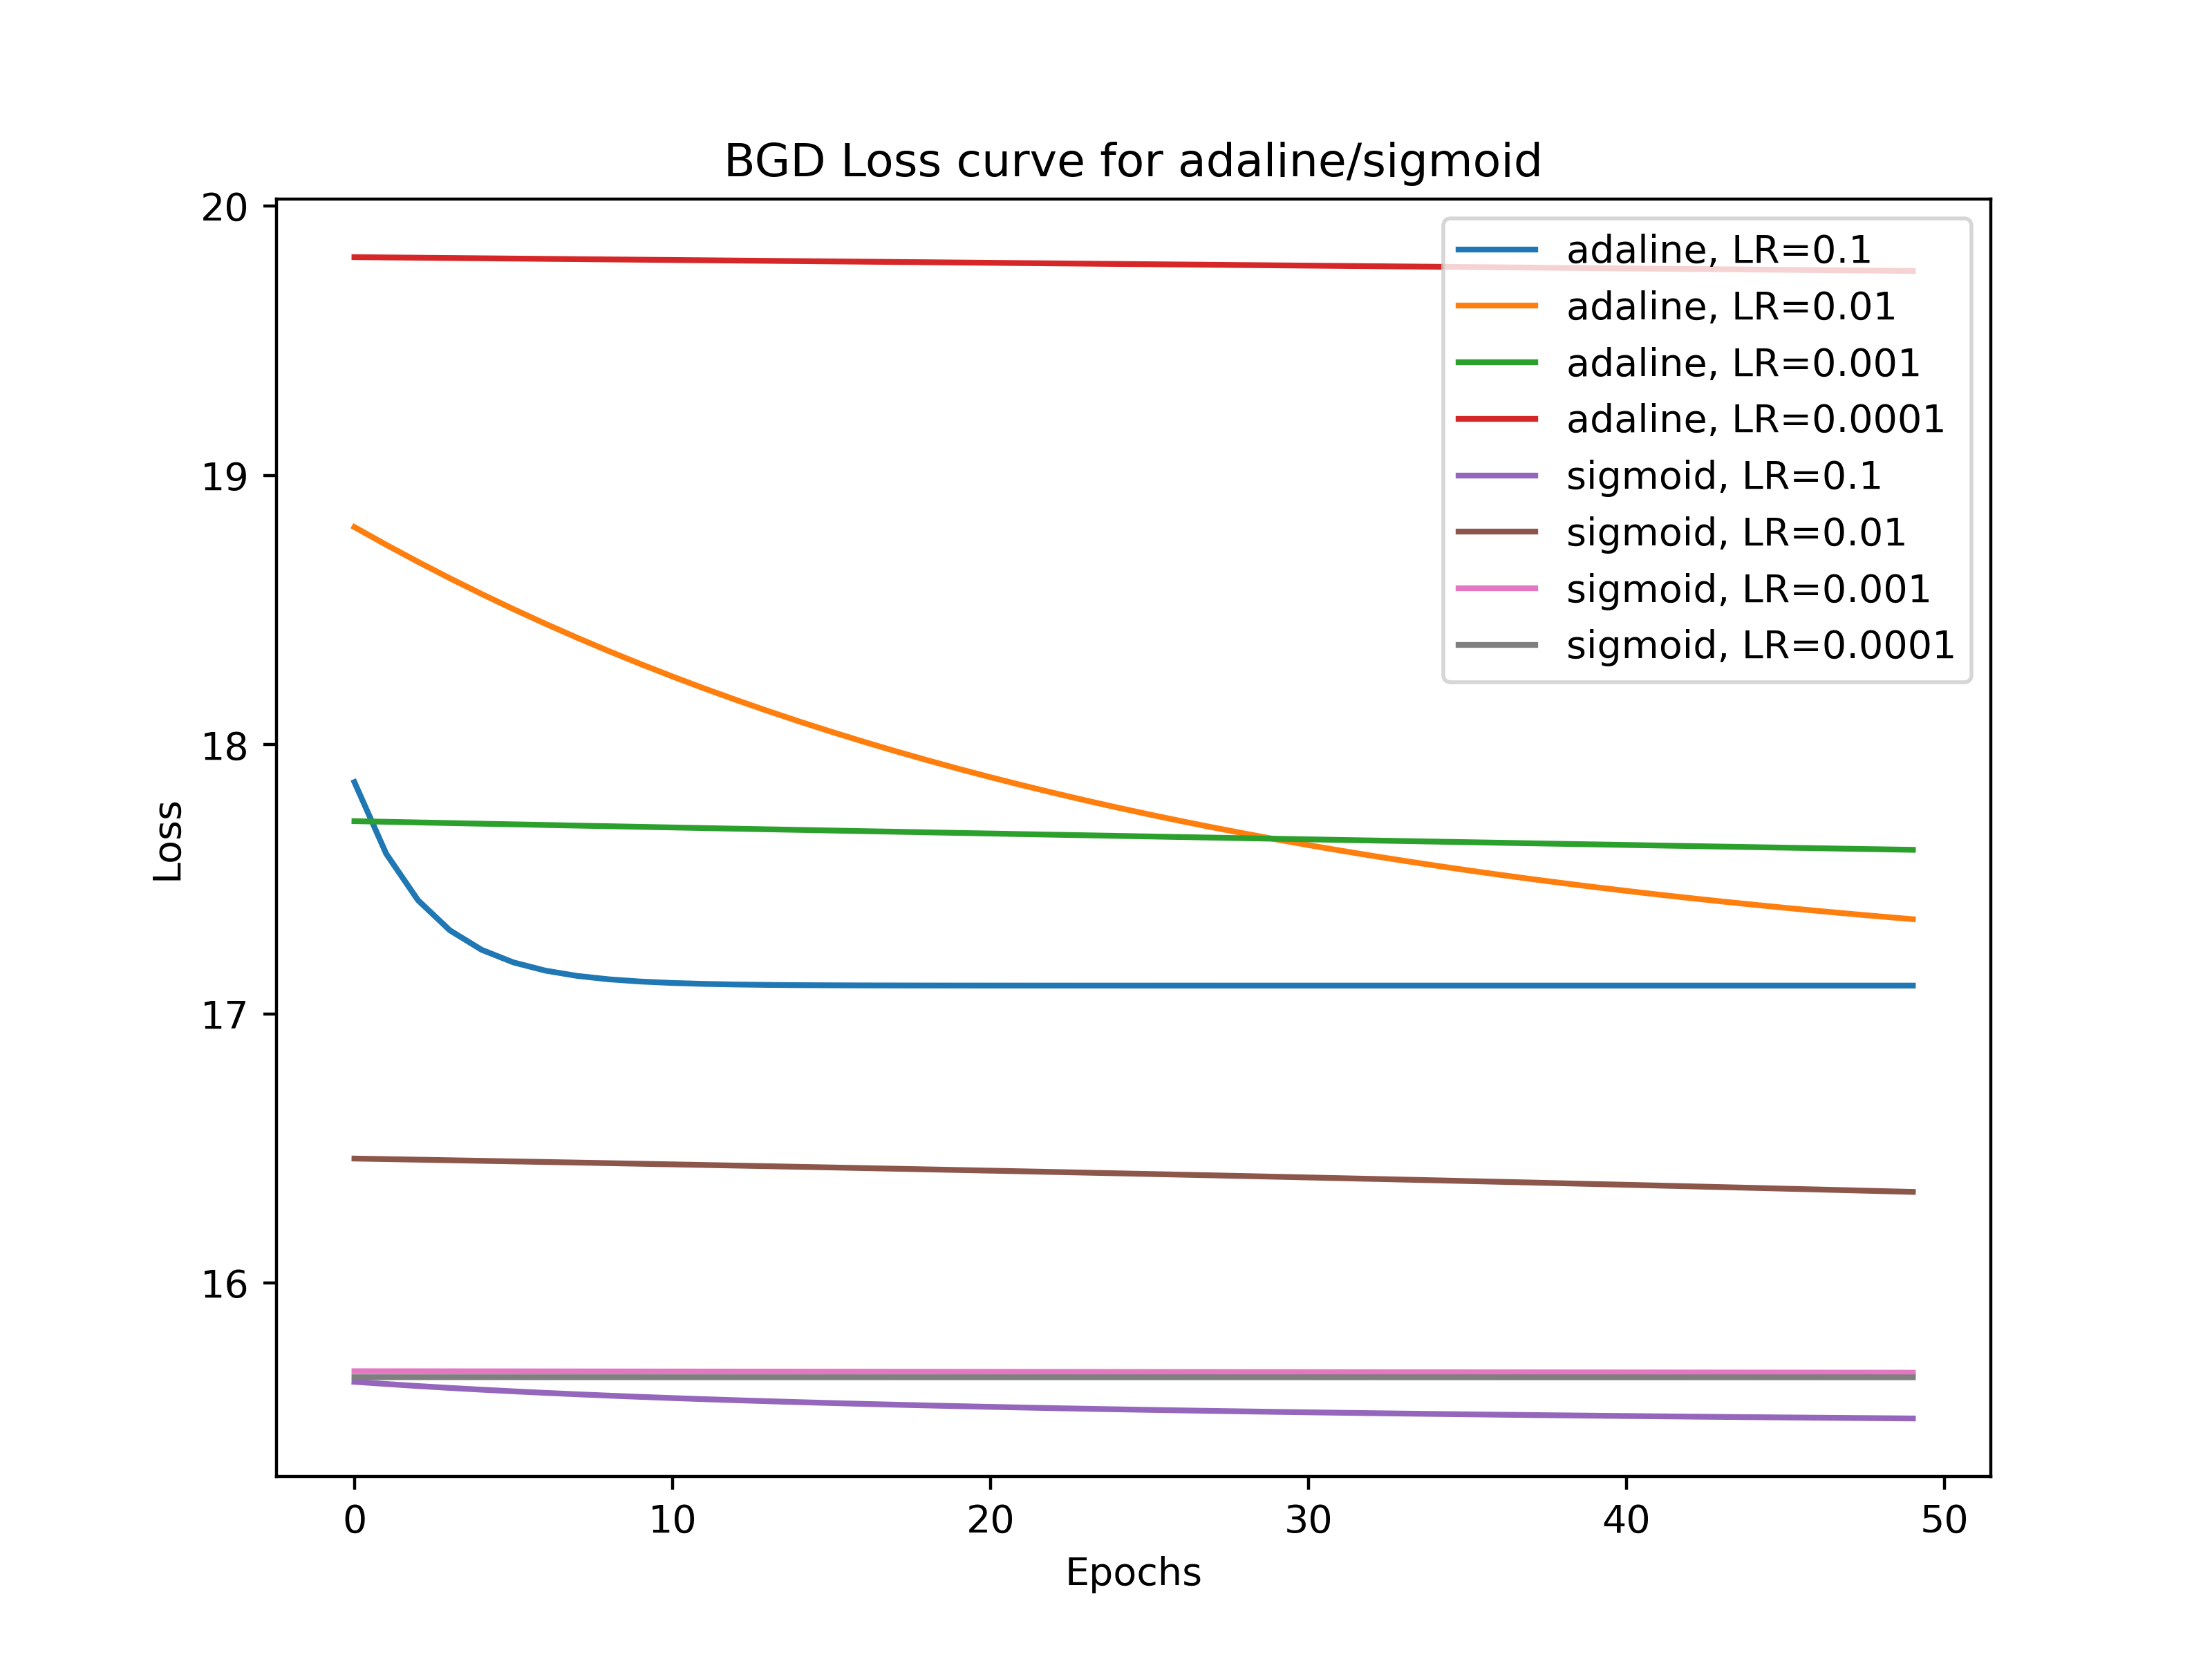 BGD Loss curve for adaline/sigmoid
20
19
18
17
16
Loss
adaline, LR=0.1
adaline, LR=0.01
adaline, LR=0.001
adaline, LR=0.0001
sigmoid, LR=0.1
sigmoid, LR=0.01
sigmoid, LR=0.001
sigmoid, LR=0.0001
0 10 20 30 40 50
Epochs